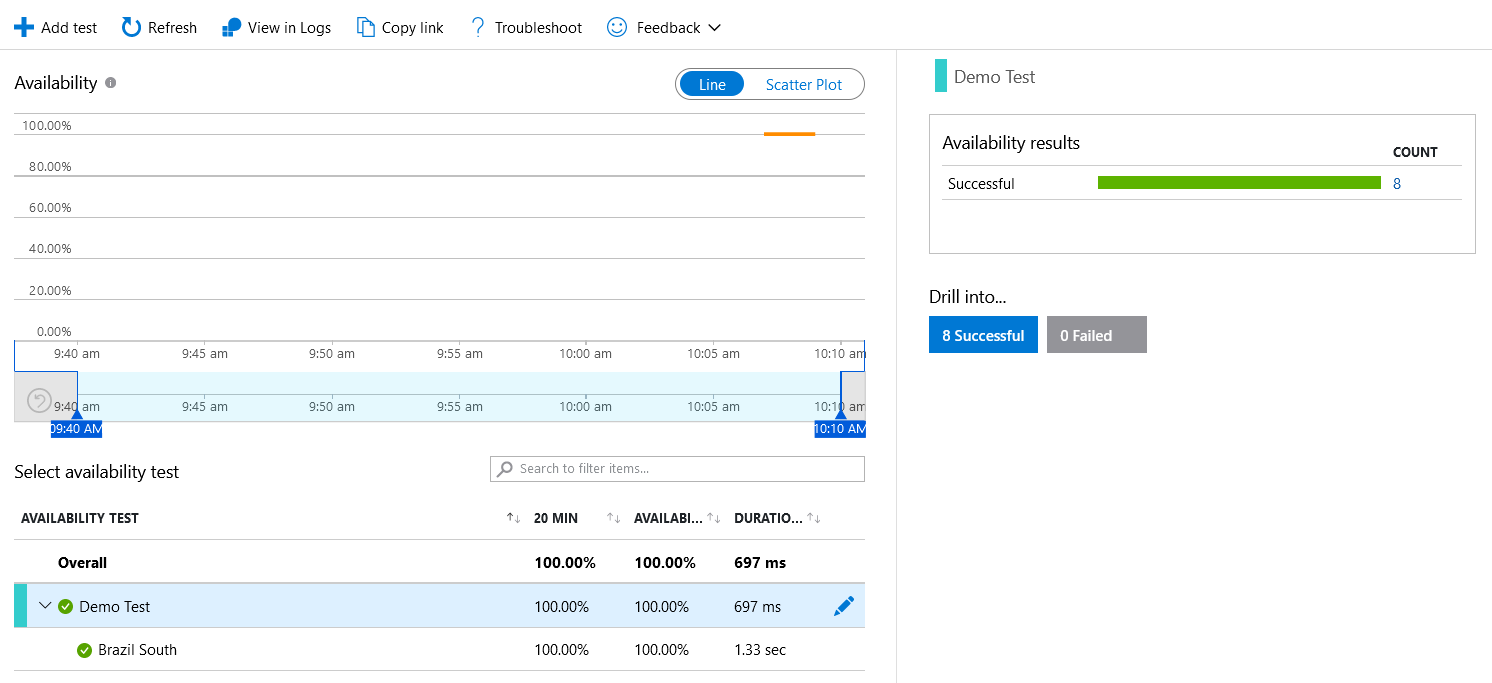 Add test Refresh View in Logs Copy link Troubleshoot Feedback
Availability
Line Scatter Plot
100.00%
80.00%
60.00%
40.00%
20.00%
0.00%
9:40 am 9:45 am 9:50 am 9:55 am 10:00 am 10:05 am 10:10 am
9:40 am 9:45 am 9:50 am 9:55 am 10:00 am 10:05 am 10:10 am
09:40 AM 10:10 AM
Select availability test
Search to filter items...
AVAILABILITY TEST 20 MIN AVAILABI... DURATIO...
Overall 100.00% 100.00% 697 ms
Demo Test 100.00% 100.00% 697 ms
Brazil South 100.00% 100.00% 1.33 sec
Demo Test
Availability results
COUNT
Successful 8
Drill into...
8 Successful 0 Failed